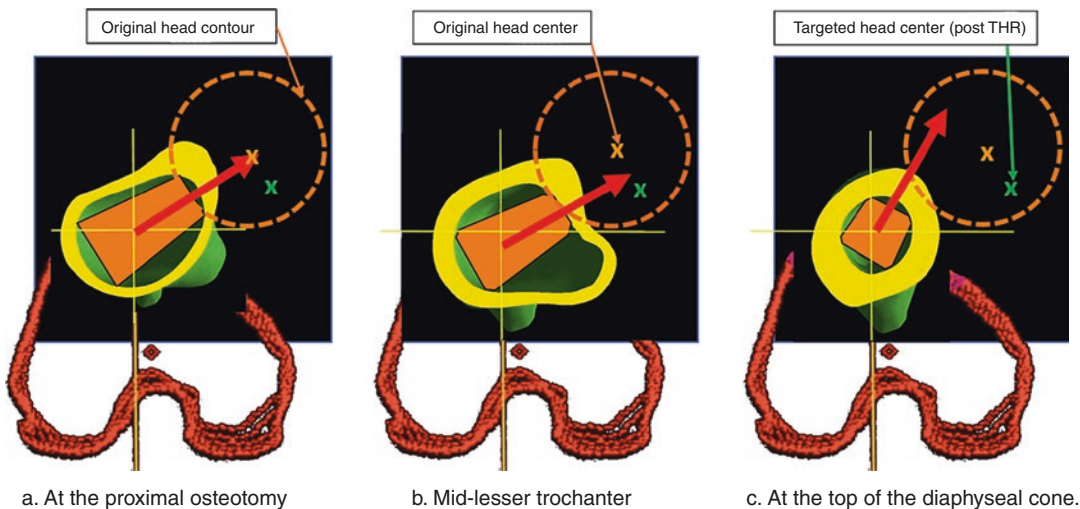 Original head contour
Original head center
Targeted head center (post THR)
X
X
X
X
X
X
a. At the proximal osteotomy
b. Mid-lesser trochanter
c. At the top of the diaphyseal cone.